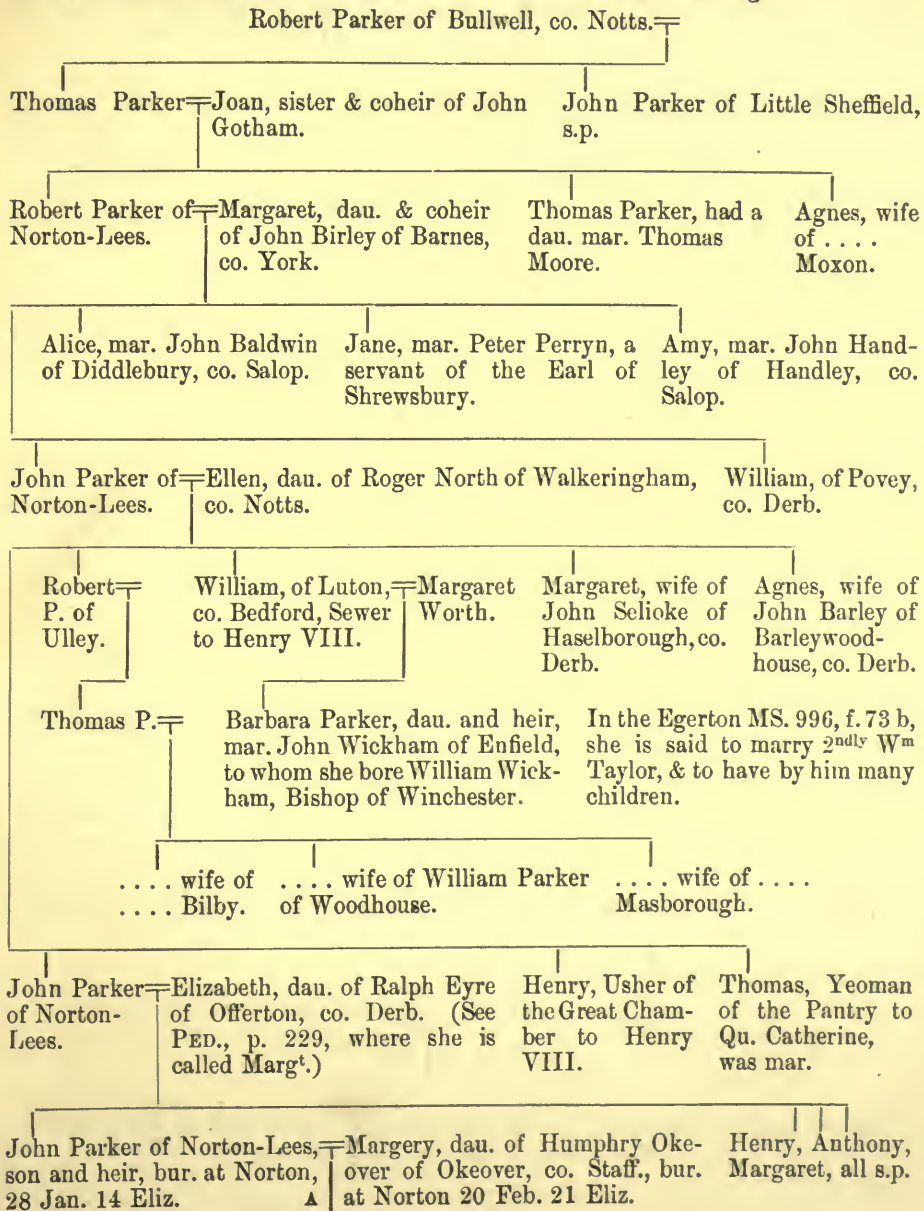 Robert Parker of Bullwell, co. Notts.
Thomas Parker
Joan, sister & coheir of John
Gotham.
John Parker of Little Sheffield,
s.p.
Robert Parker of
Norton-Lees.
Margaret, dau. & coheir
of John Birley of Barnes,
co. York.
Thomas Parker, had a
dau. mar. Thomas
Moore.
Agnes, wife
of . . . .
Moxon.
Alice, mar. John Baldwin
of Diddlebury, co. Salop.
Jane, mar. Peter Perryn, a
servant of the Earl of
Shrewsbury.
Amy, mar. John Hand-
ley of Handley, co.
Salop.
John Parker of
Norton-Lees.
Ellen, dau. of Roger North of Walkeringham,
co. Notts.
William, of Povey,
co. Derb.
Robert
P. of
Ulley.
William, of Luton,
co. Bedford, Sewer
to Henry VIII.
Margaret
Worth.
Margaret, wife of
John Selioke of
Haselborough, co.
Derb.
Agnes, wife of
John Barley of
Barleywood-
house, co. Derb.
Thomas P.
Barbara Parker, dau. and heir,
mar. John Wickham of Enfield,
to whom she bore William Wick-
ham, Bishop of Winchester.
In the Egerton MS. 996, f. 73 b,
she is said to marry 2ndly Wm
Taylor, & to have by him many
children.
. . . . wife of
. . . . Bilby.
. . . . wife of William Parker
of Woodhouse.
. . . . wife of . . . .
Masborough.
John Parker
of Norton-
Lees.
Elizabeth, dau. of Ralph Eyre
of Offerton, co. Derb. (See
PED., p. 229, where she is
called Margt.)
Henry, Usher of
the Great Cham-
ber to Henry
VIII.
Thomas, Yeoman
of the Pantry to
Qu. Catherine,
was mar.
John Parker of Norton-Lees,
son and heir, bur. at Norton,
28 Jan. 14 Eliz.
A
Margery, dau. of Humphry Oke-
over of Okeover, co. Staff., bur.
at Norton 20 Feb. 21 Eliz.
Henry, Anthony,
Margaret, all s.p.